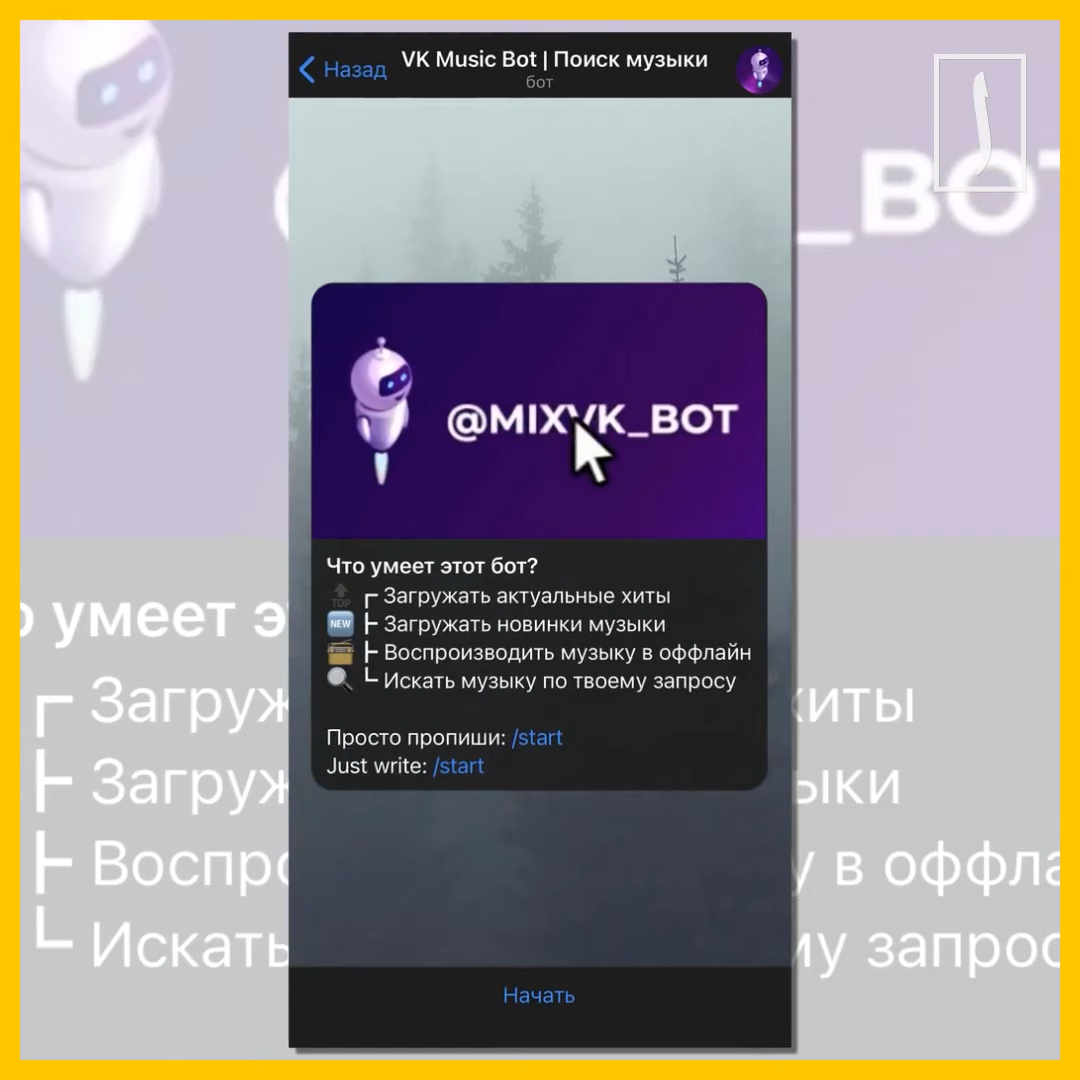 Назад
VK Music Bot | Поиск музыки
бот
_BOT
@MIXVK_BOT
Что умеет этот бот?
TOP ┌ Загружать актуальные хиты
NEW ├ Загружать новинки музыки
├ Воспроизводить музыку в оффлайн
└ Искать музыку по твоему запросу
Просто пропиши: /start
Just write: /start
Начать